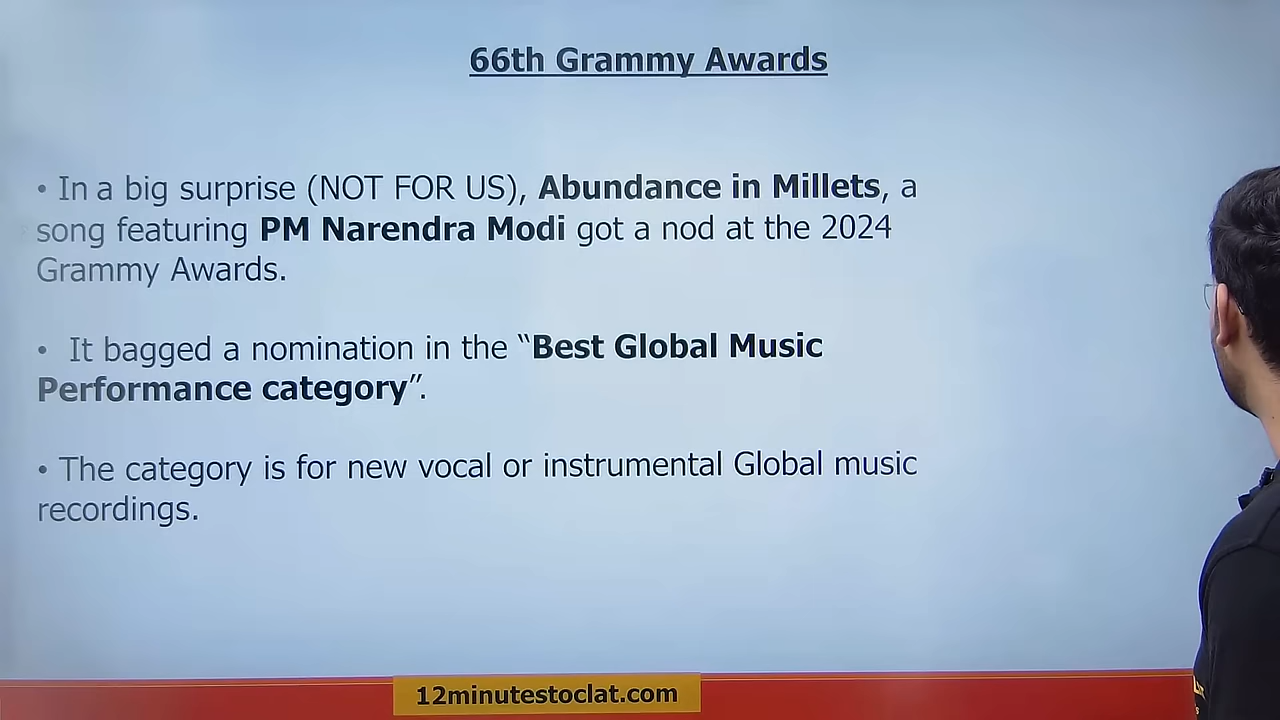 66th Grammy Awards
• In a big surprise (NOT FOR US), Abundance in Millets, a
song featuring PM Narendra Modi got a nod at the 2024
Grammy Awards.
• It bagged a nomination in the “Best Global Music
Performance category”.
• The category is for new vocal or instrumental Global music
recordings.
12minutestoclat.com